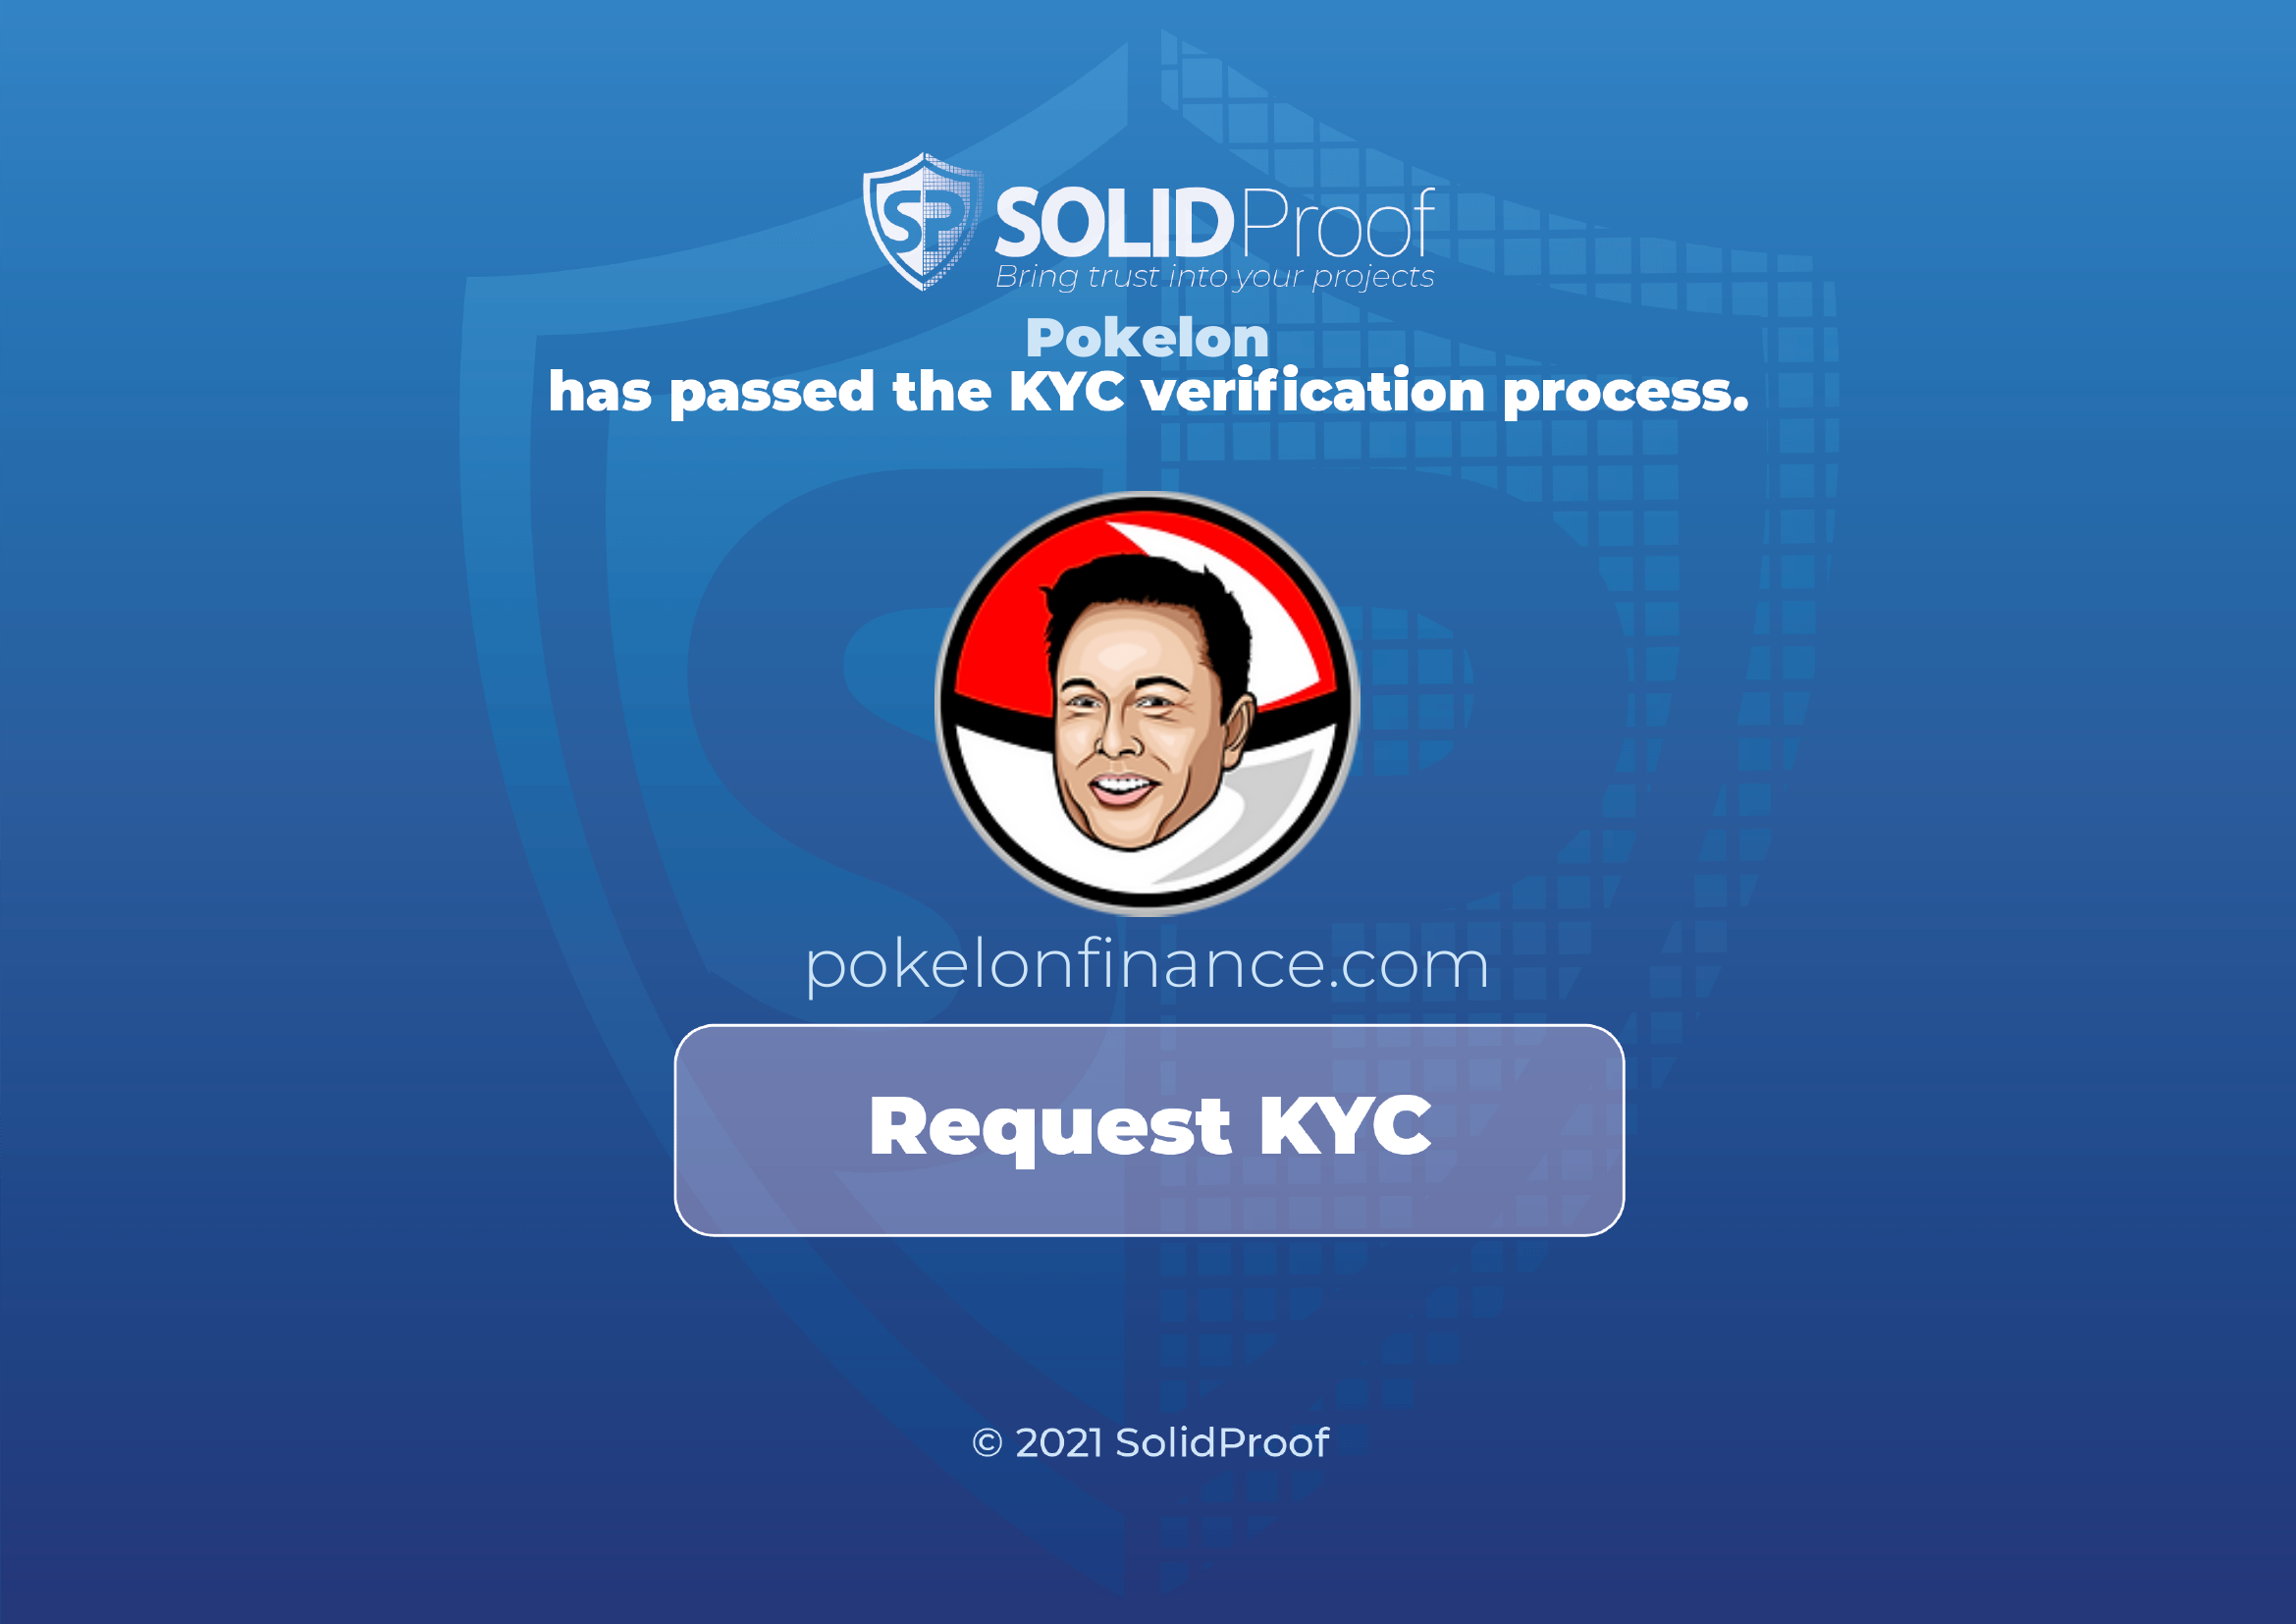 SP
SOLIDProof
Bring trust into your projects
Pokelon
has passed the KYC verification process.
pokelonfinance.com
Request KYC
© 2021 SolidProof